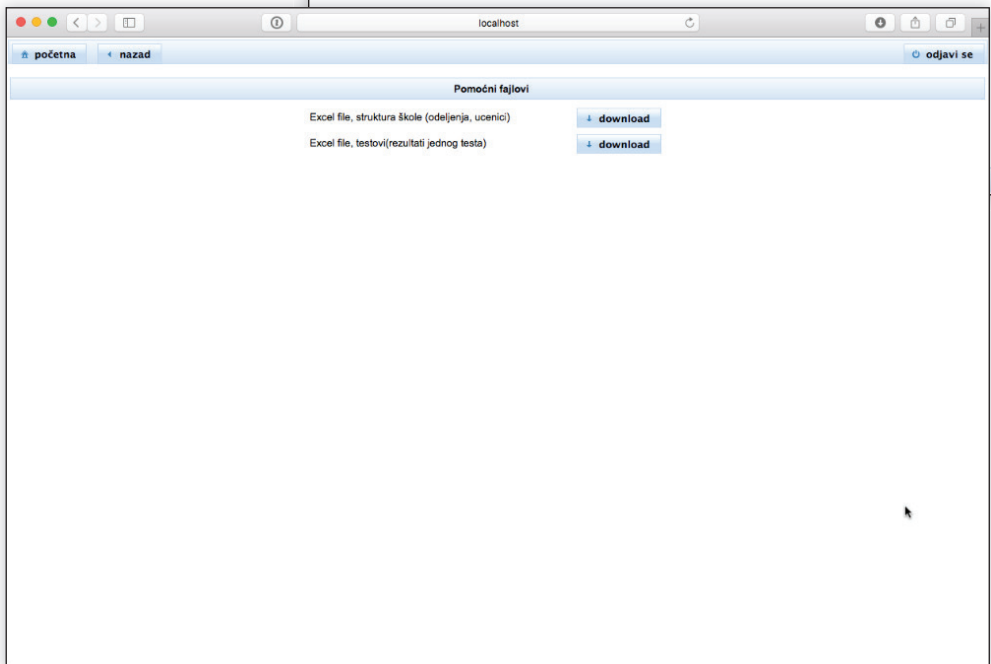 localhost
početna nazad odjavi se
Pomoćni fajlovi
Excel file, struktura škole (odeljenja, ucenici) download
Excel file, testovi(rezultati jednog testa) download